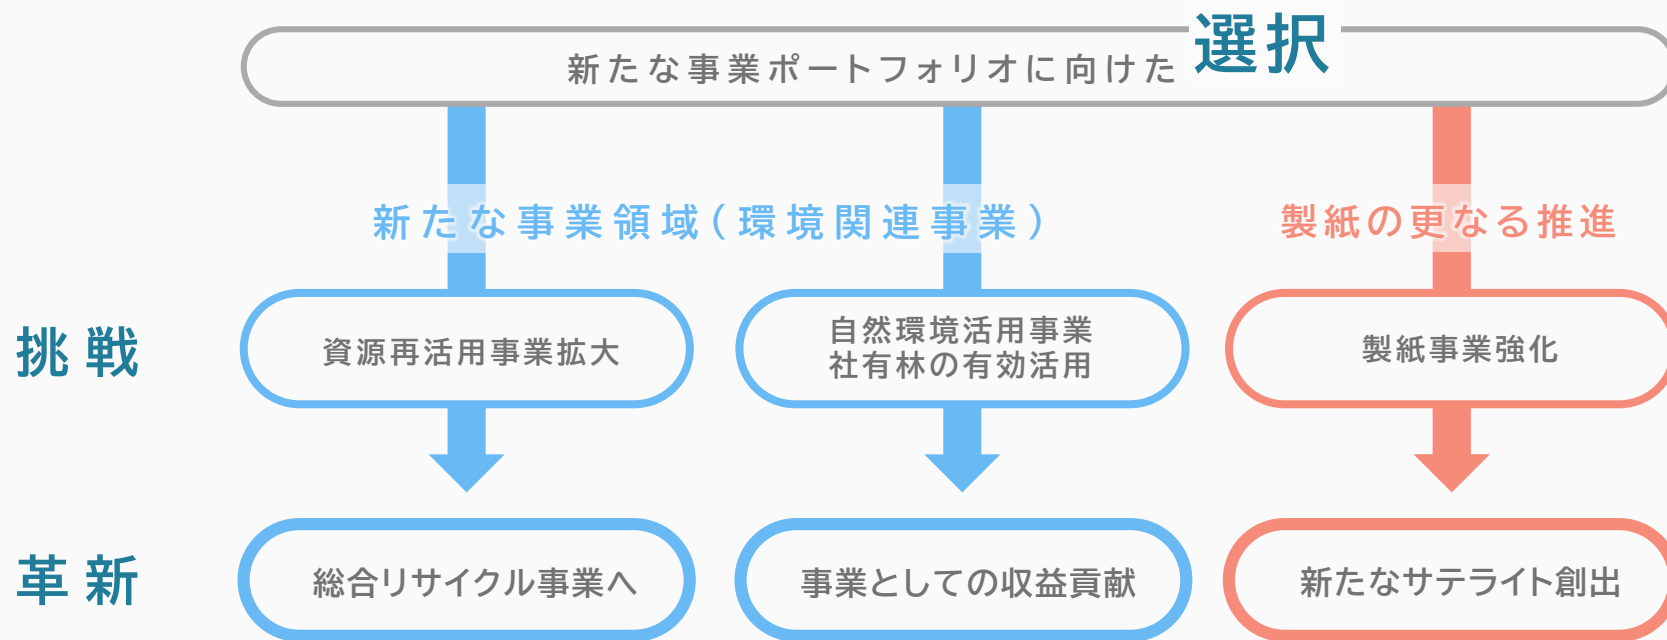 新たな事業ポートフォリオに向けた 選択
新たな事業領域（環境関連事業）
製紙の更なる推進
挑戦
資源再活用事業拡大
自然環境活用事業
社有林の有効活用
製紙事業強化
革新
総合リサイクル事業へ
事業としての収益貢献
新たなサテライト創出